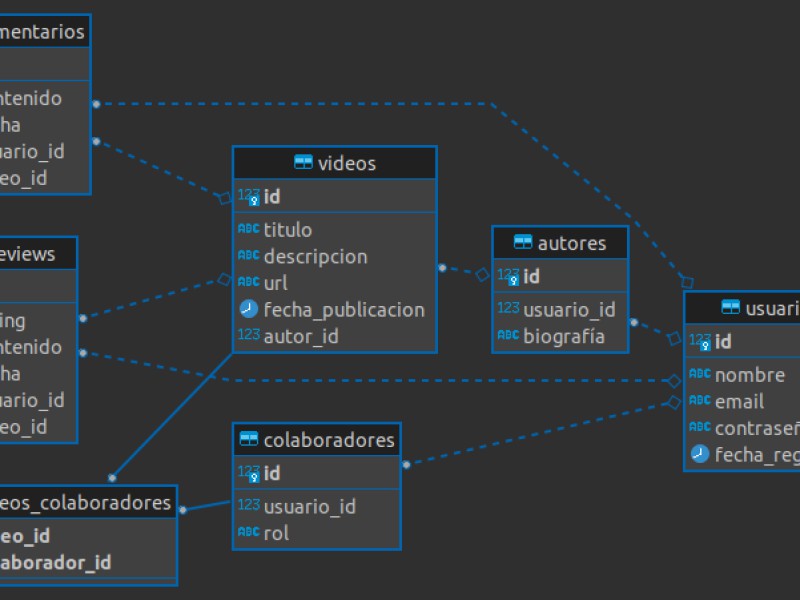 mentarios
ntenido
ha
uario_id
eo_id
eviews
ing
ntenido
ha
uario_id
eo_id
eos_colaboradores
eo_id
aborador_id
videos
123 id
ABC titulo
ABC descripcion
ABC url
fecha_publicacion
123 autor_id
colaboradores
123 id
123 usuario_id
ABC rol
autores
123 id
123 usuario_id
ABC biografía
usuari
123 id
ABC nombre
ABC email
ABC contraseñ
fecha_reg